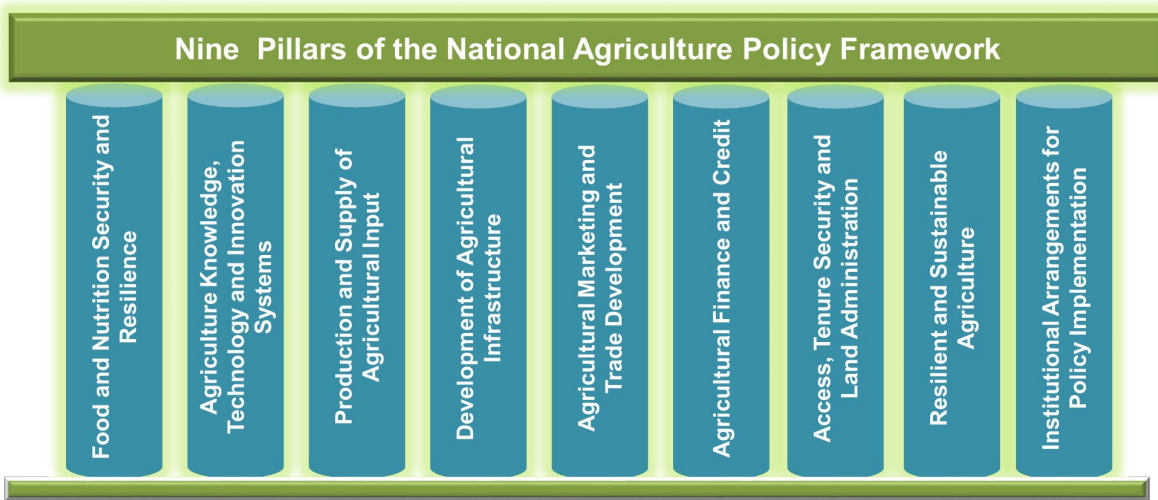 Nine  Pillars of the National Agriculture Policy Framework
Food and Nutrition Security and
Resilience
Agriculture Knowledge,
Technology and Innovation
Systems
Production and Supply of
Agricultural Input
Development of Agricultural
Infrastructure
Agricultural Marketing and
Trade Development
Agricultural Finance and Credit
Access, Tenure Security and
Land Administration
Resilient and Sustainable
Agriculture
Institutional Arrangements for
Policy Implementation